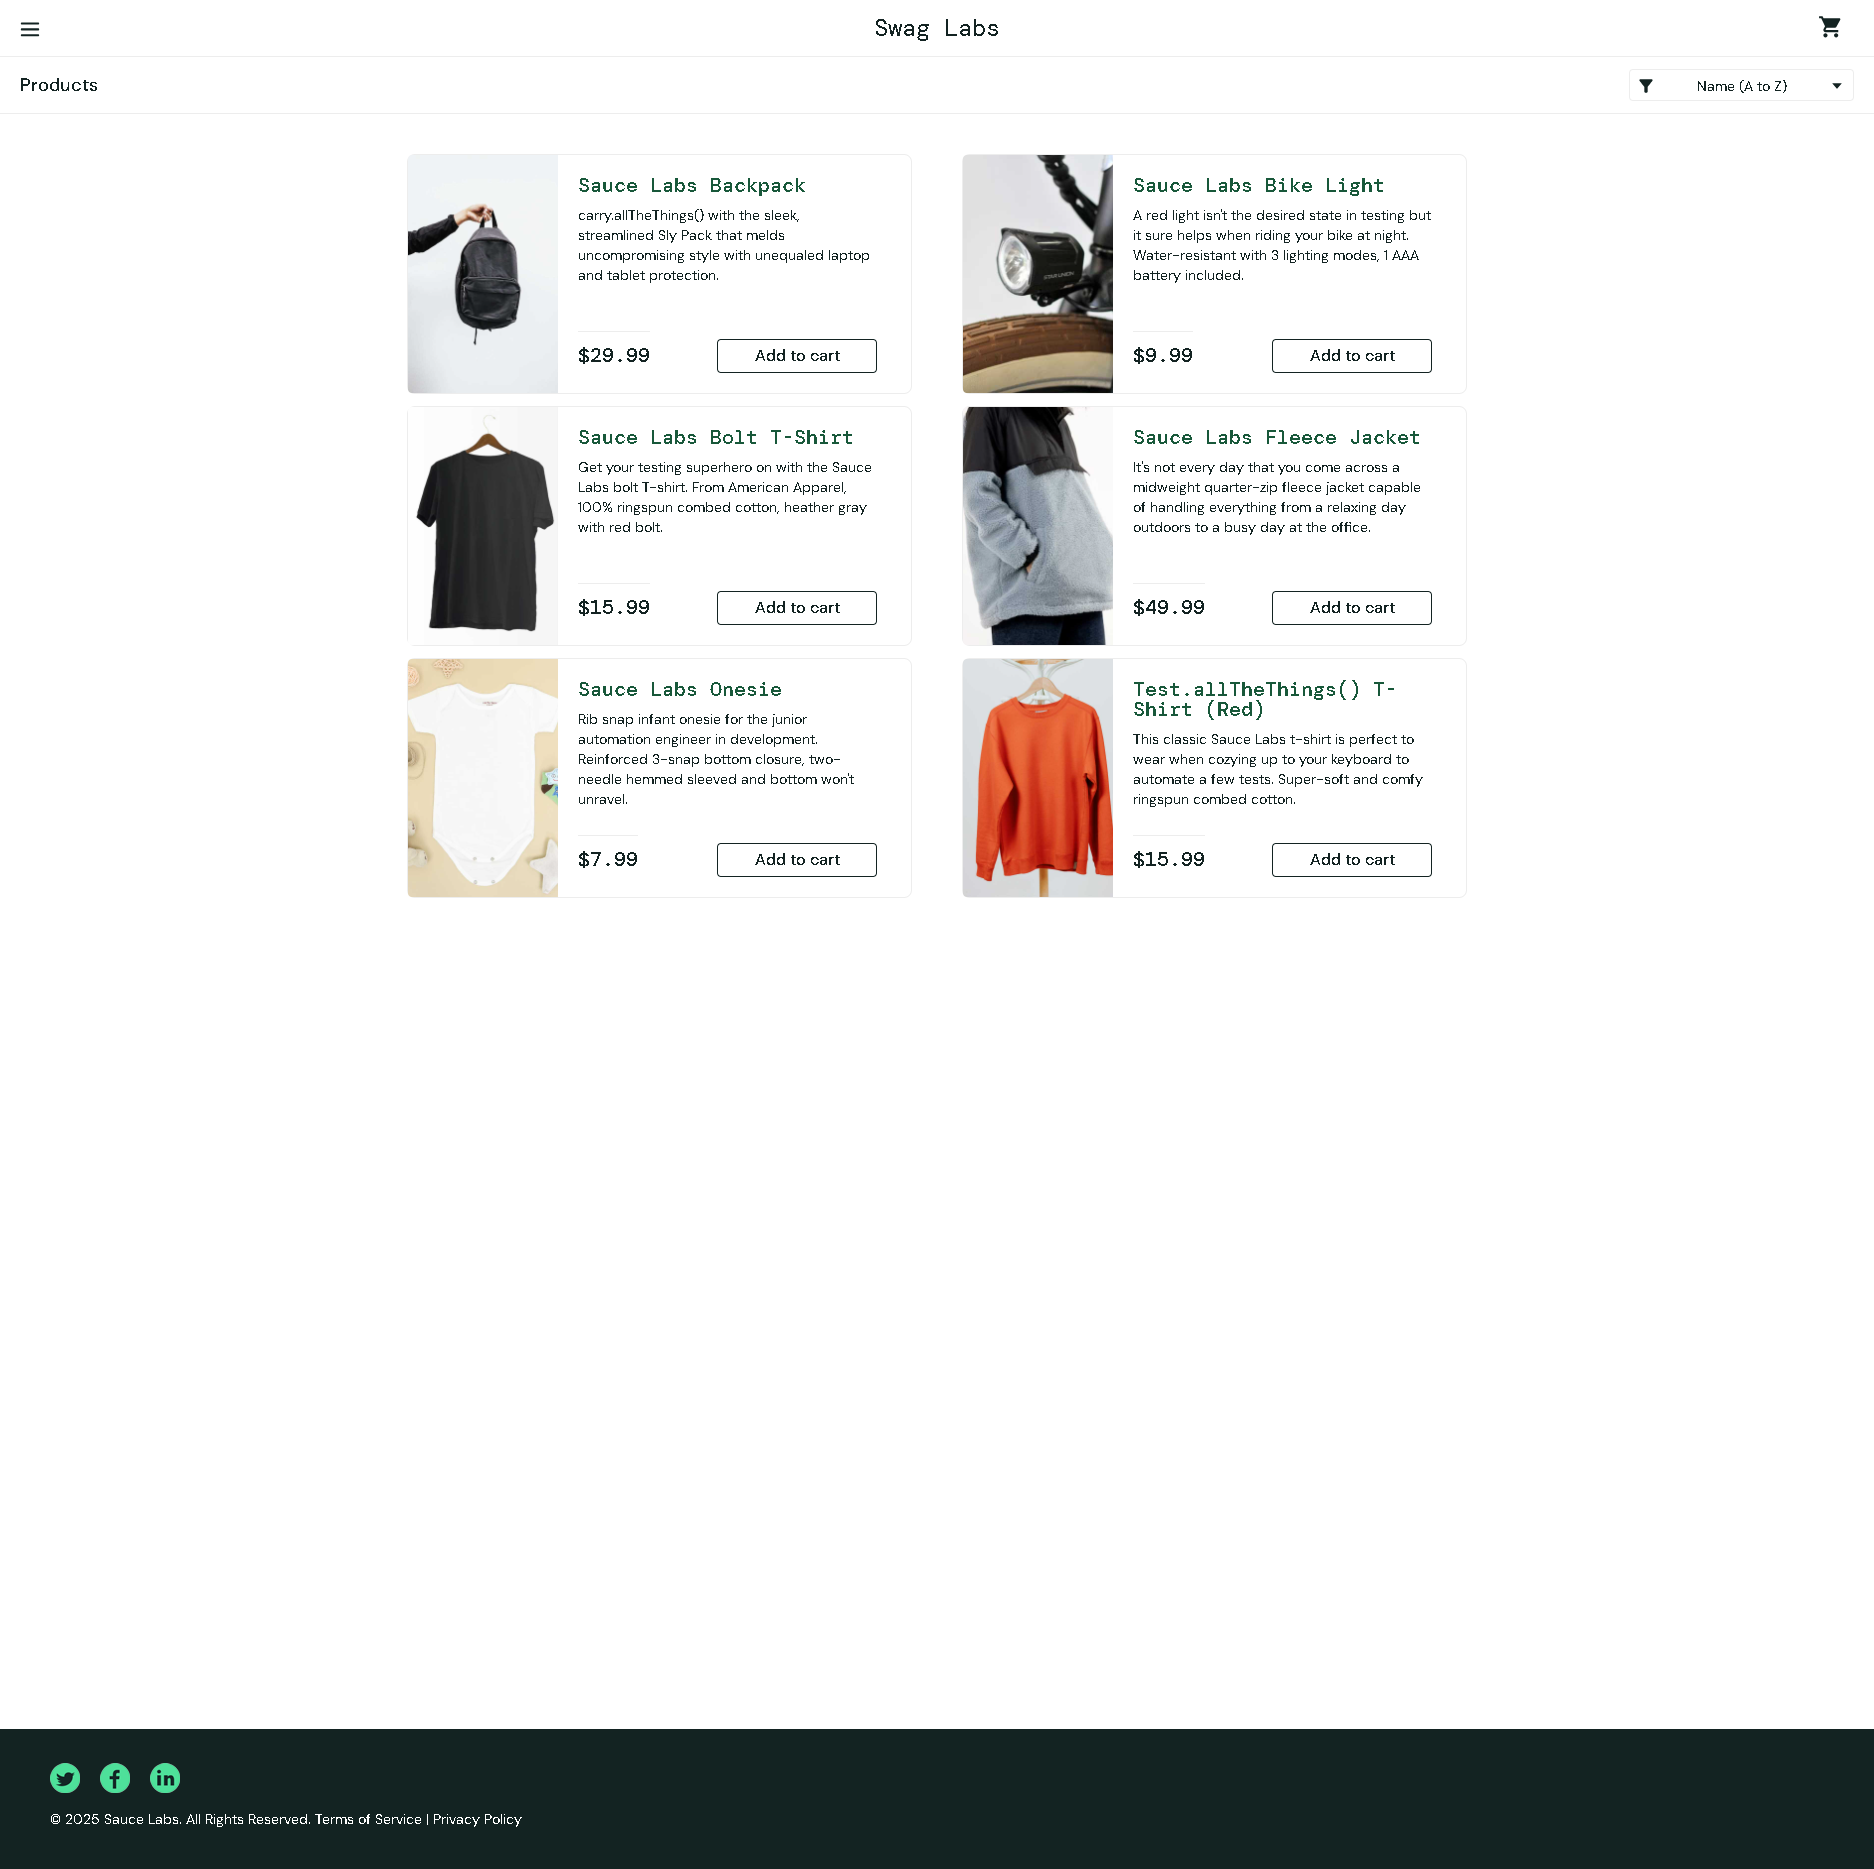 Swag Labs
Products
Name (A to Z)
Sauce Labs Backpack
carry.allTheThings() with the sleek,
streamlined Sly Pack that melds
uncompromising style with unequaled laptop
and tablet protection.
$29.99
Add to cart
Sauce Labs Bike Light
A red light isn't the desired state in testing but
it sure helps when riding your bike at night.
Water-resistant with 3 lighting modes, 1 AAA
battery included.
$9.99
Add to cart
Sauce Labs Bolt T-Shirt
Get your testing superhero on with the Sauce
Labs bolt T-shirt. From American Apparel,
100% ringspun combed cotton, heather gray
with red bolt.
$15.99
Add to cart
Sauce Labs Fleece Jacket
It's not every day that you come across a
midweight quarter-zip fleece jacket capable
of handling everything from a relaxing day
outdoors to a busy day at the office.
$49.99
Add to cart
Sauce Labs Onesie
Rib snap infant onesie for the junior
automation engineer in development.
Reinforced 3-snap bottom closure, two-
needle hemmed sleeved and bottom won't
unravel.
$7.99
Add to cart
Test.allTheThings() T-
Shirt (Red)
This classic Sauce Labs t-shirt is perfect to
wear when cozying up to your keyboard to
automate a few tests. Super-soft and comfy
ringspun combed cotton.
$15.99
Add to cart
© 2025 Sauce Labs. All Rights Reserved. Terms of Service | Privacy Policy